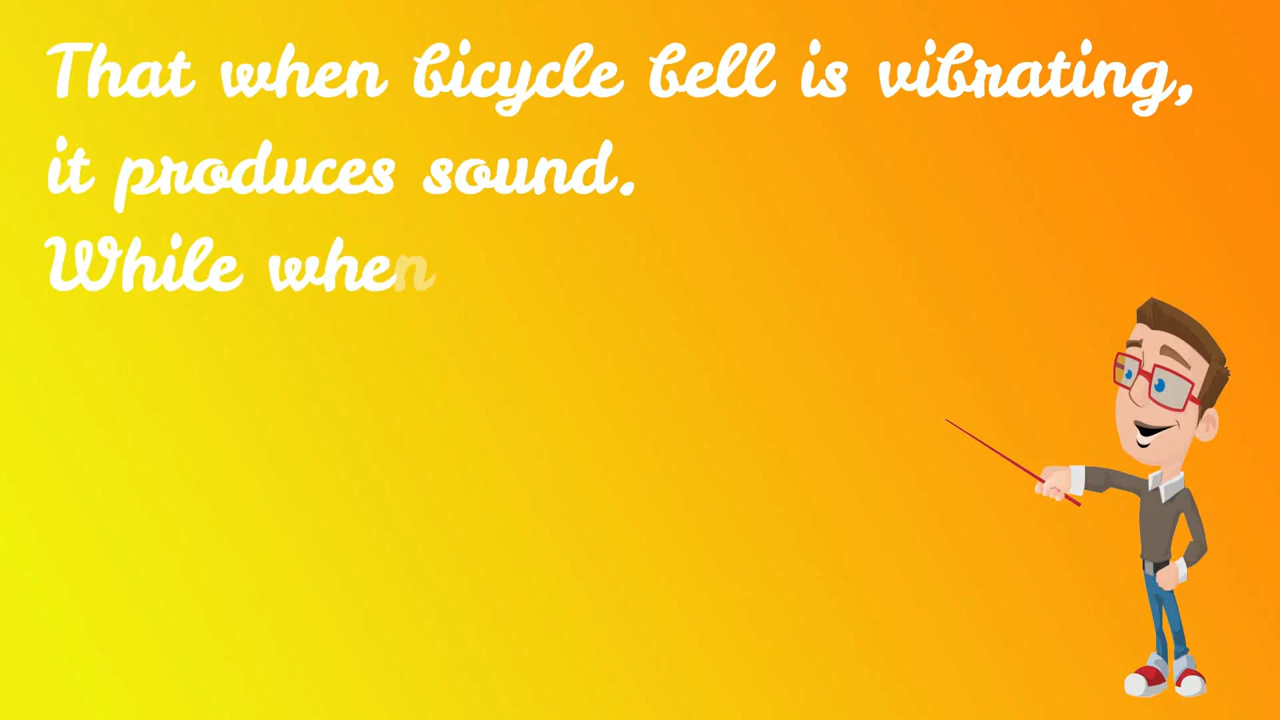 That when bicycle bell is vibrating,
it produces sound.
While when